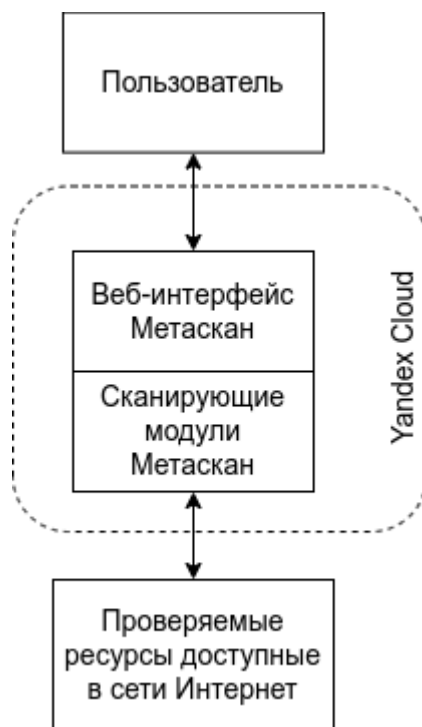 Пользователь
Веб-интерфейс
Метаскан
Сканирующие
модули
Метаскан
Yandex Cloud
Проверяемые
ресурсы доступные
в сети Интернет